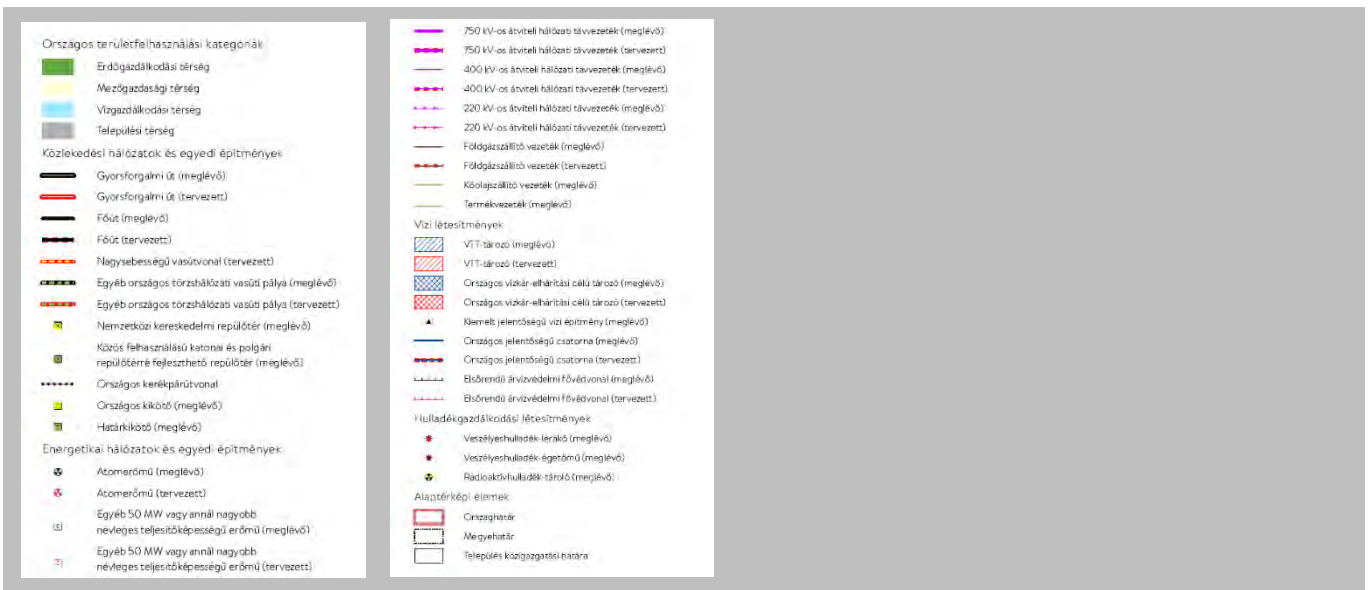 Országos területfelhasználási kategóriák
Erdőgazdálkodási térség
Mezőgazdasági térség
Vízgazdálkodási térség
Települési térség
Közlekedési hálózatok és egyedi építmények
Gyorsforgalmi út (meglévő)
Gyorsforgalmi út (tervezett)
Főút (meglévő)
Főút (tervezett)
Nagysebességű vasútvonal (tervezett)
Egyéb országos törzshálózati vasúti pálya (meglévő)
Egyéb országos törzshálózati vasúti pálya (tervezett)
Nemzetközi kereskedelmi repülőtér (meglévő)
Közös felhasználású katonai és polgári
repülőtérré fejleszthető repülőtér (meglévő)
Országos kerékpárútvonal
Országos kikötő (meglévő)
Határkikötő (meglévő)
Energetikai hálózatok és egyedi építmények
Atomerőmű (meglévő)
Atomerőmű (tervezett)
Egyéb 50 MW vagy annál nagyobb
névleges teljesítőképességű erőmű (meglévő)
Egyéb 50 MW vagy annál nagyobb
névleges teljesítőképességű erőmű (tervezett)
750 kV-os átviteli hálózati távvezeték (meglévő)
750 kV-os átviteli hálózati távvezeték (tervezett)
400 kV-os átviteli hálózati távvezeték (meglévő)
400 kV-os átviteli hálózati távvezeték (tervezett)
220 kV-os átviteli hálózati távvezeték (meglévő)
220 kV-os átviteli hálózati távvezeték (tervezett)
Földgázszállító vezeték (meglévő)
Földgázszállító vezeték (tervezett)
Kőolajszállító vezeték (meglévő)
Termékvezeték (meglévő)
Vízi létesítmények
VTT-tározó (meglévő)
VTT-tározó (tervezett)
Országos vízkár-elhárítási célú tározó (meglévő)
Országos vízkár-elhárítási célú tározó (tervezett)
Kiemelt jelentőségű vízi építmény (meglévő)
Országos jelentőségű csatorna (meglévő)
Országos jelentőségű csatorna (tervezett)
Elsőrendű árvízvédelmi fővédvonal (meglévő)
Elsőrendű árvízvédelmi fővédvonal (tervezett)
Hulladékgazdálkodási létesítmények
Veszélyeshulladék-lerakó (meglévő)
Veszélyeshulladék-égetőmű (meglévő)
Radioaktívhulladék-tároló (meglévő)
Alaptérképi elemek
Országhatár
Megyehatár
Település közigazgatási határa